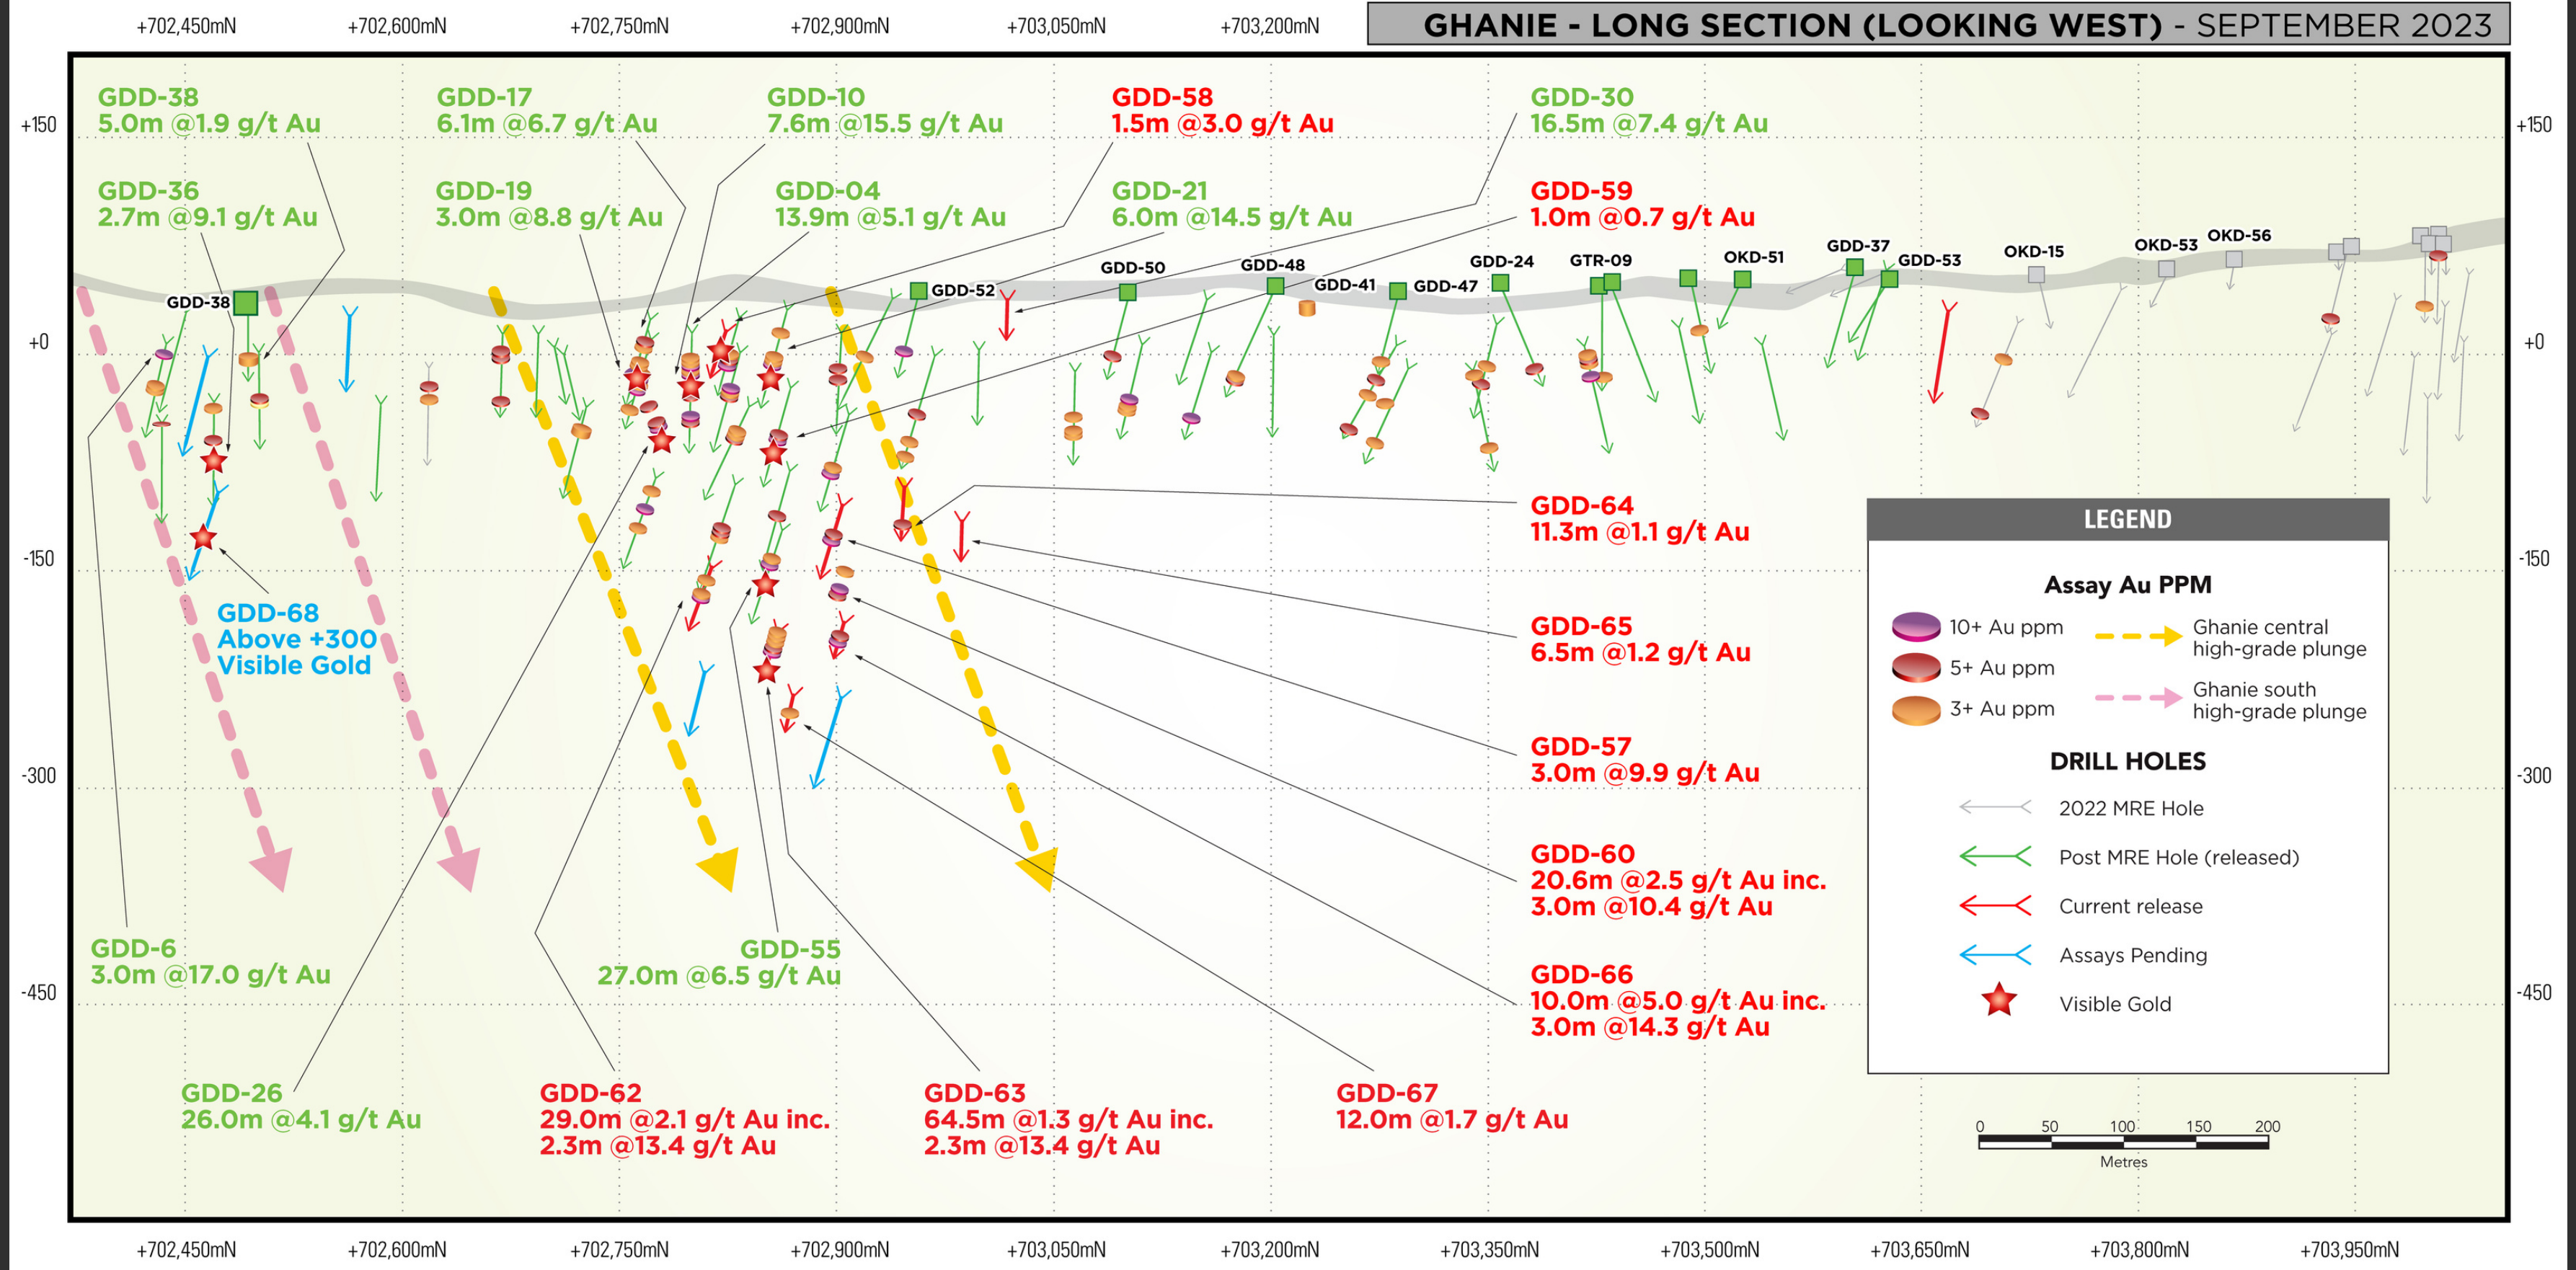 +702,450mN
+702,600mN
+702,750mN
+702,900mN
+703,050mN
+703,200mN
GHANIE - LONG SECTION (LOOKING WEST) - SEPTEMBER 2023
GDD-38
5.0m @1.9 g/t Au
GDD-17
6.1m @6.7 g/t Au
GDD-10
7.6m @15.5 g/t Au
GDD-58
1.5m @3.0 g/t Au
GDD-30
16.5m @7.4 g/t Au
+150
+150
GDD-36
2.7m @9.1 g/t Au
GDD-19
3.0m @8.8 g/t Au
GDD-04
13.9m @5.1 g/t Au
GDD-21
6.0m @14.5 g/t Au
GDD-59
1.0m @0.7 g/t Au
GDD-38
GDD-52
GDD-50
GDD-48
GDD-41
GDD-47
GDD-24
GTR-09
OKD-51
GDD-37
GDD-53
OKD-15
OKD-53
OKD-56
+0
+0
GDD-64
11.3m @1.1 g/t Au
-150
-150
GDD-68
Above +300
Visible Gold
GDD-65
6.5m @1.2 g/t Au
GDD-57
3.0m @9.9 g/t Au
-300
-300
GDD-60
20.6m @2.5 g/t Au inc.
3.0m @10.4 g/t Au
GDD-6
3.0m @17.0 g/t Au
GDD-55
27.0m @6.5 g/t Au
GDD-66
10.0m @5.0 g/t Au inc.
3.0m @14.3 g/t Au
-450
-450
GDD-26
26.0m @4.1 g/t Au
GDD-62
29.0m @2.1 g/t Au inc.
2.3m @13.4 g/t Au
GDD-63
64.5m @1.3 g/t Au inc.
2.3m @13.4 g/t Au
GDD-67
12.0m @1.7 g/t Au
LEGEND
Assay Au PPM
10+ Au ppm
5+ Au ppm
3+ Au ppm
Ghanie central
high-grade plunge
Ghanie south
high-grade plunge
DRILL HOLES
2022 MRE Hole
Post MRE Hole (released)
Current release
Assays Pending
Visible Gold
0 50 100 150 200
Metres
+702,450mN
+702,600mN
+702,750mN
+702,900mN
+703,050mN
+703,200mN
+703,350mN
+703,500mN
+703,650mN
+703,800mN
+703,950mN